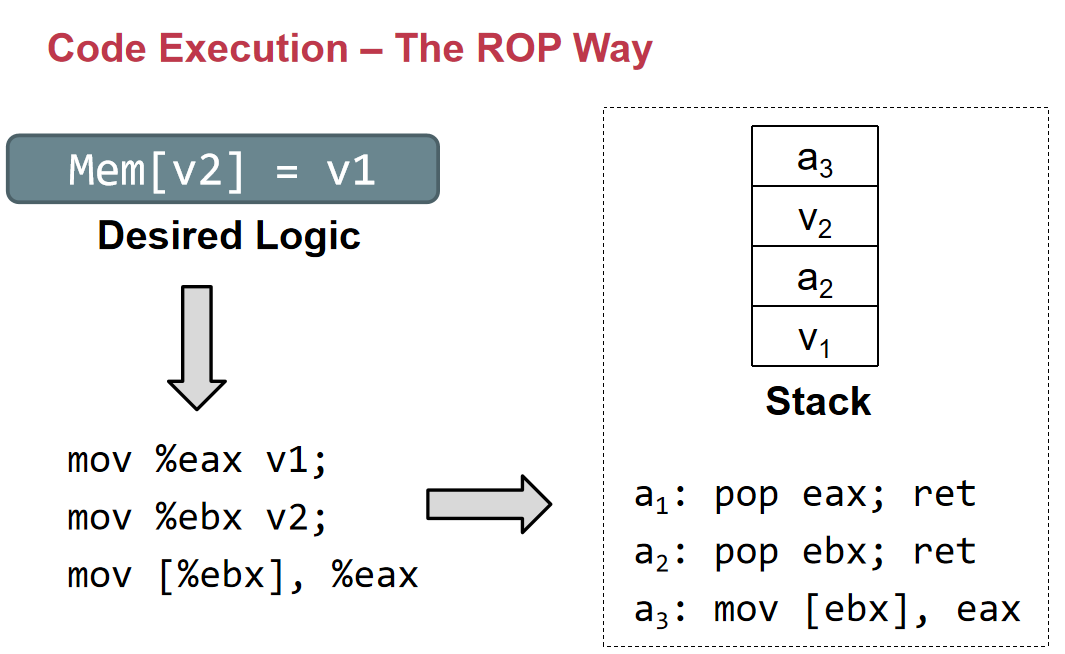 Code Execution – The ROP Way
Mem[v2] = v1
Desired Logic
mov %eax v1;
mov %ebx v2;
mov [%ebx], %eax
a₃
v₂
a₂
v₁
Stack
a₁: pop eax; ret
a₂: pop ebx; ret
a₃: mov [ebx], eax